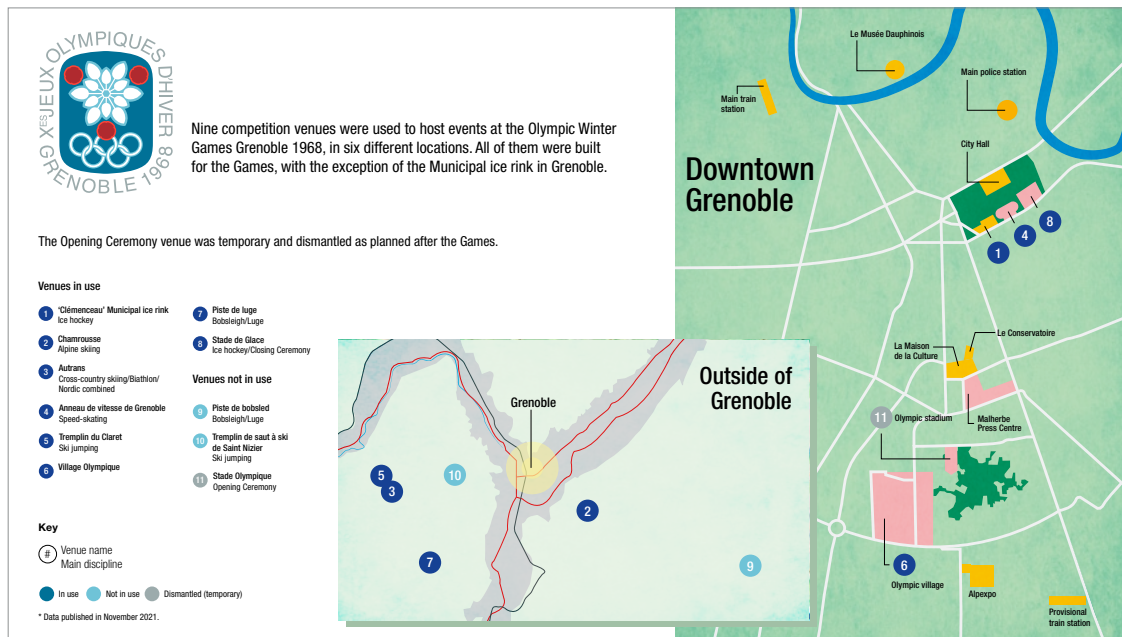 XES JEUX OLYMPIQUES D'HIVER
GRENOBLE 1968
Nine competition venues were used to host events at the Olympic Winter
Games Grenoble 1968, in six different locations. All of them were built
for the Games, with the exception of the Municipal ice rink in Grenoble.
The Opening Ceremony venue was temporary and dismantled as planned after the Games.
Venues in use
1 'Clémenceau' Municipal ice rink
Ice hockey
2 Chamrousse
Alpine skiing
3 Autrans
Cross-country skiing/Biathlon/
Nordic combined
4 Anneau de vitesse de Grenoble
Speed-skating
5 Tremplin du Claret
Ski jumping
6 Village Olympique
7 Piste de luge
Bobsleigh/Luge
8 Stade de Glace
Ice hockey/Closing Ceremony
Venues not in use
9 Piste de bobsled
Bobsleigh/Luge
10 Tremplin de saut à ski
de Saint Nizier
Ski jumping
11 Stade Olympique
Opening Ceremony
Key
# Venue name
Main discipline
In use
Not in use
Dismantled (temporary)
* Data published in November 2021.
Outside of
Grenoble
Grenoble
5
3
10
2
7
9
Downtown
Grenoble
Le Musée Dauphinois
Main train
station
Main police station
City Hall
8
4
1
Le Conservatoire
La Maison
de la Culture
Malherbe
Press Centre
11 Olympic stadium
6
Olympic village
Alpexpo
Provisional
train station